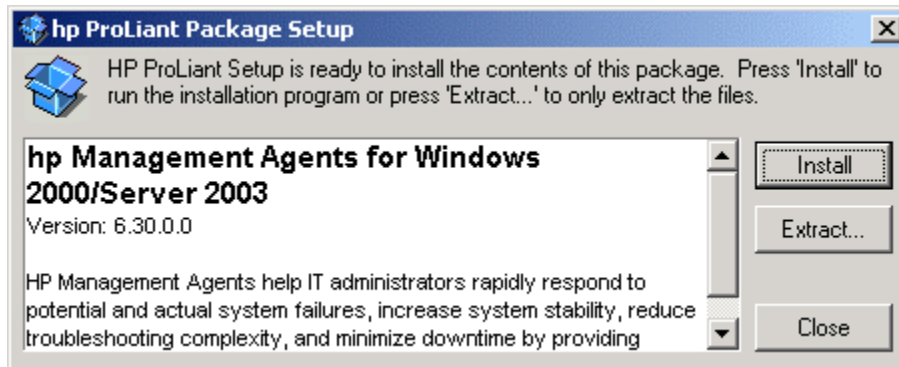 hp ProLiant Package Setup
HP ProLiant Setup is ready to install the contents of this package. Press 'Install' to
run the installation program or press 'Extract...' to only extract the files.
hp Management Agents for Windows
2000/Server 2003
Version: 6.30.0.0
HP Management Agents help IT administrators rapidly respond to
potential and actual system failures, increase system stability, reduce
troubleshooting complexity, and minimize downtime by providing
Install
Extract...
Close